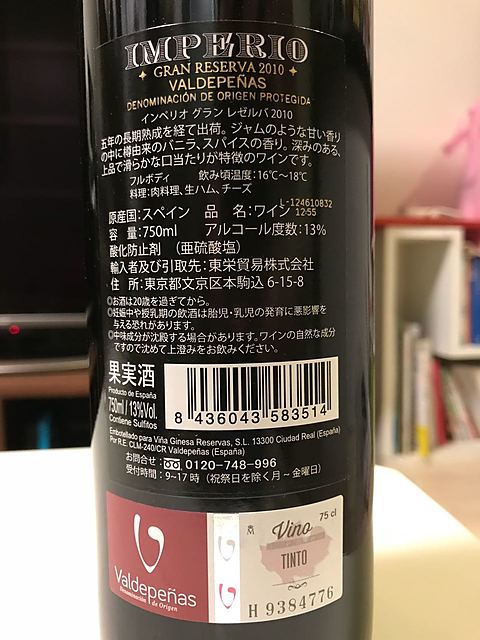 IMPERIO
GRAN RESERVA 2010
VALDEPEÑAS
DENOMINACIÓN DE ORIGEN PROTEGIDA
インペリオ グラン レゼルバ 2010
五年の長期熟成を経て出荷。ジャムのような甘い香り
の中に樽由来のバニラ、スパイスの香り。深みのある、
上品で滑らかな口当たりが特徴のワインです。
フルボディ 飲み頃温度:16℃〜18℃
料理:肉料理、生ハム、チーズ
L-124610832
12:55
原産国:スペイン 品 名:ワイン
容 量:750ml アルコール度数:13%
酸化防止剤 (亜硫酸塩)
輸入者及び引取先:東栄貿易株式会社
住 所:東京都文京区本駒込 6-15-8
◎お酒は20歳を過ぎてから。
◎妊娠中や授乳期の飲酒は胎児・乳児の発育に悪影響を
与える恐れがあります。
◎中味成分が沈殿する場合があります。ワインの自然な成分
ですので沈めて上澄みをお飲みください。
果実酒
Producto de España
750ml / 13%Vol.
Contiene Sulfitos
8 436043 583514
Embotellado para Viña Ginesa Reservas, S.L. 13300 Ciudad Real (España)
Por R.E. CLM-240/CR Valdepeñas (España)
お問合せ: 0120-748-996
受付時間:9~17時(祝祭日を除く月~金曜日)
Valdepeñas
Denominación de Origen
75 cl
Vino
TINTO
H 9384776